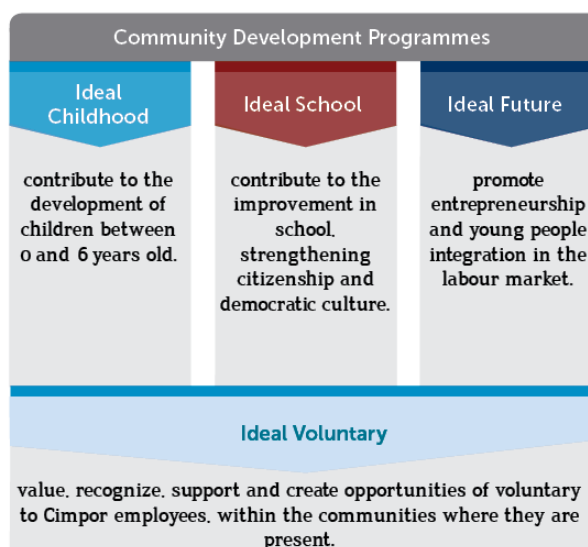 Community Development Programmes
Ideal
Childhood
contribute to the
development of
children between
0 and 6 years old.
Ideal School
contribute to the
improvement in
school,
strengthening
citizenship and
democratic culture.
Ideal Future
promote
entrepreneurship
and young people
integration in the
labour market.
Ideal Voluntary
value, recognize, support and create opportunities of voluntary
to Cimpor employees, within the communities where they are
present.